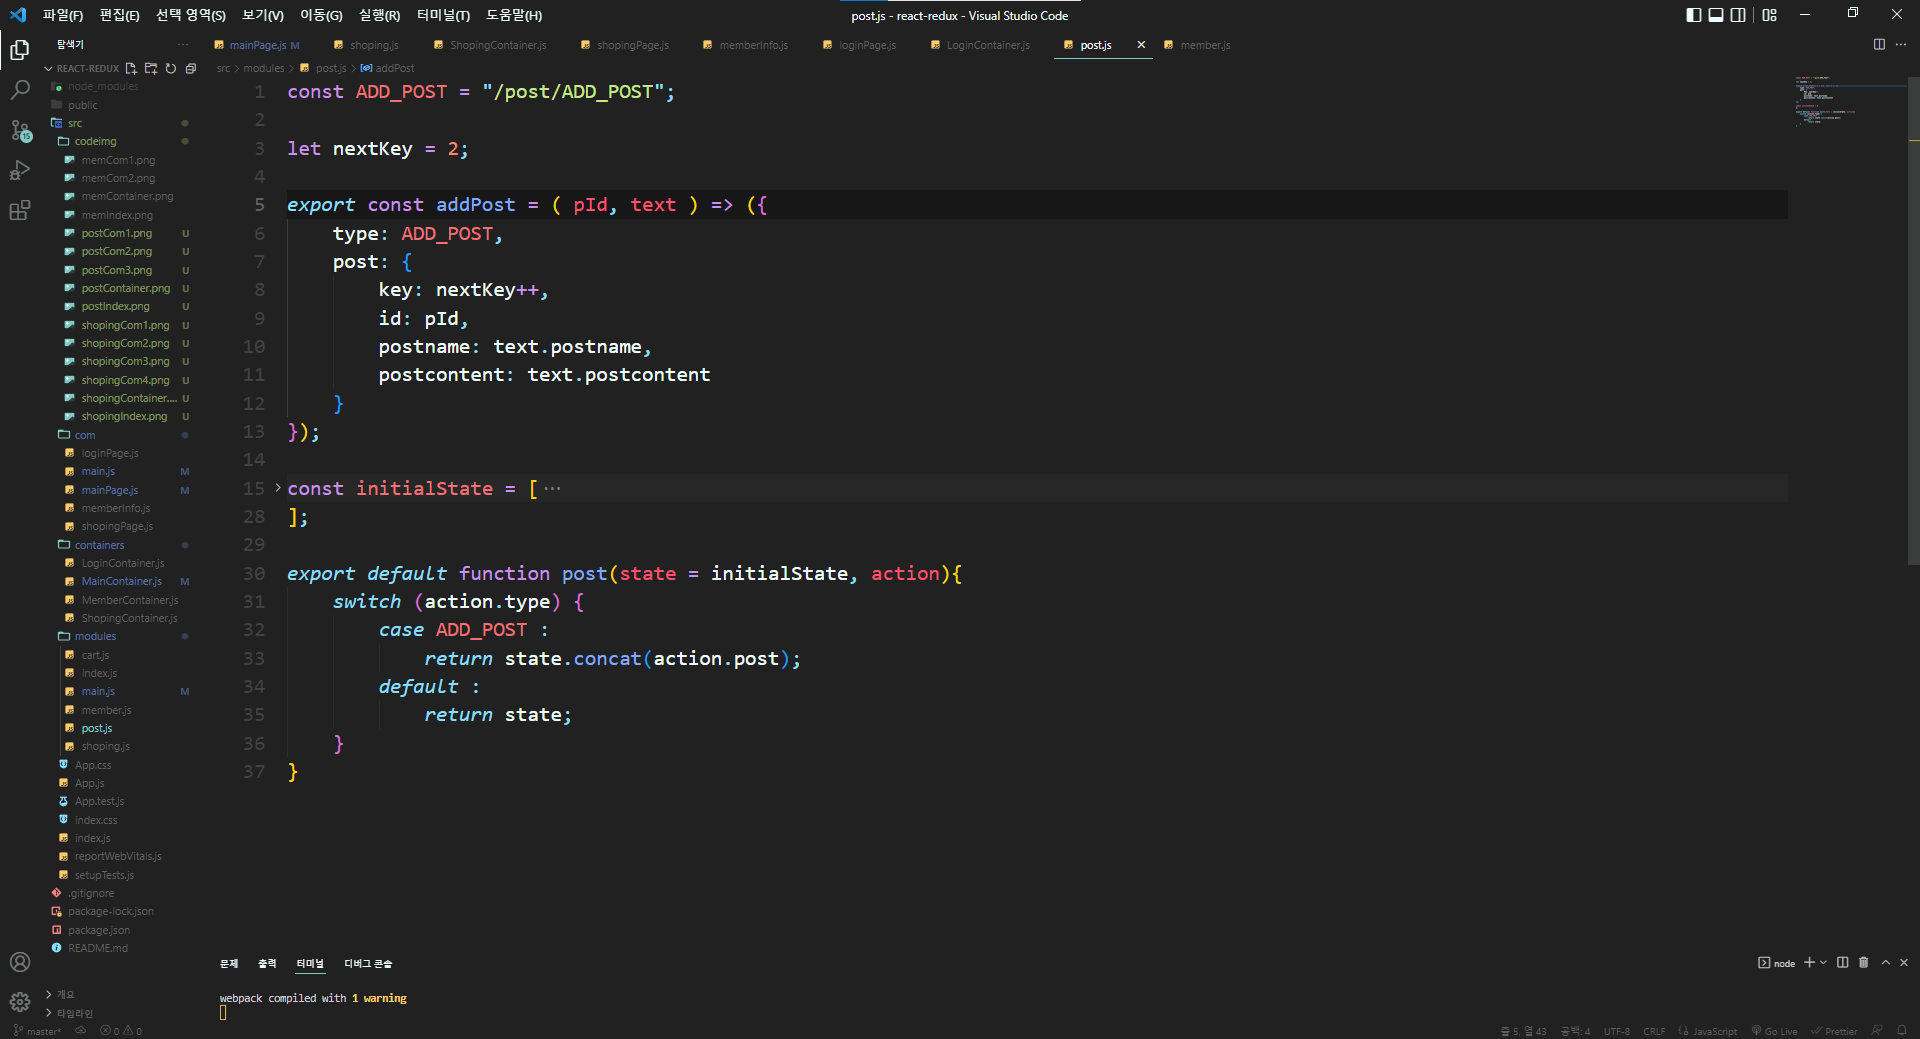 파일(F) 편집(E) 선택 영역(S) 보기(V) 이동(G) 실행(R) 터미널(T) 도움말(H)
post.js - react-redux - Visual Studio Code
탐색기 ...
mainPage.js M shoping.js ShopingContainer.js shopingPage.js memberInfo.js loginPage.js LoginContainer.js post.js member.js
REACT-REDUX
src > modules > post.js > addPost
node_modules
public
src
codeimg
memCom1.png
memCom2.png
memContainer.png
memIndex.png
postCom1.png U
postCom2.png U
postCom3.png U
postContainer.png U
postIndex.png U
shopingCom1.png U
shopingCom2.png U
shopingCom3.png U
shopingCom4.png U
shopingContainer.... U
shopingIndex.png U
com
loginPage.js
main.js M
mainPage.js M
memberInfo.js
shopingPage.js
containers
LoginContainer.js
MainContainer.js M
MemberContainer.js
ShopingContainer.js
modules
cart.js
index.js
main.js M
member.js
post.js
shoping.js
App.css
App.js
App.test.js
index.css
index.js
reportWebVitals.js
setupTests.js
.gitignore
package-lock.json
package.json
README.md
개요
타임라인
15
1 const ADD_POST = "/post/ADD_POST";
2
3 let nextKey = 2;
4
5 export const addPost = ( pId, text ) => ({
6 type: ADD_POST,
7 post: {
8 key: nextKey++,
9 id: pId,
10 postname: text.postname,
11 postcontent: text.postcontent
12 }
13 });
14
15 const initialState = [ ...
28 ];
29
30 export default function post(state = initialState, action){
31 switch (action.type) {
32 case ADD_POST :
33 return state.concat(action.post);
34 default :
35 return state;
36 }
37 }
문제 출력 터미널 디버그 콘솔
node
webpack compiled with 1 warning
master* 0 0
줄 5, 열 43 공백: 4 UTF-8 CRLF JavaScript Go Live Prettier